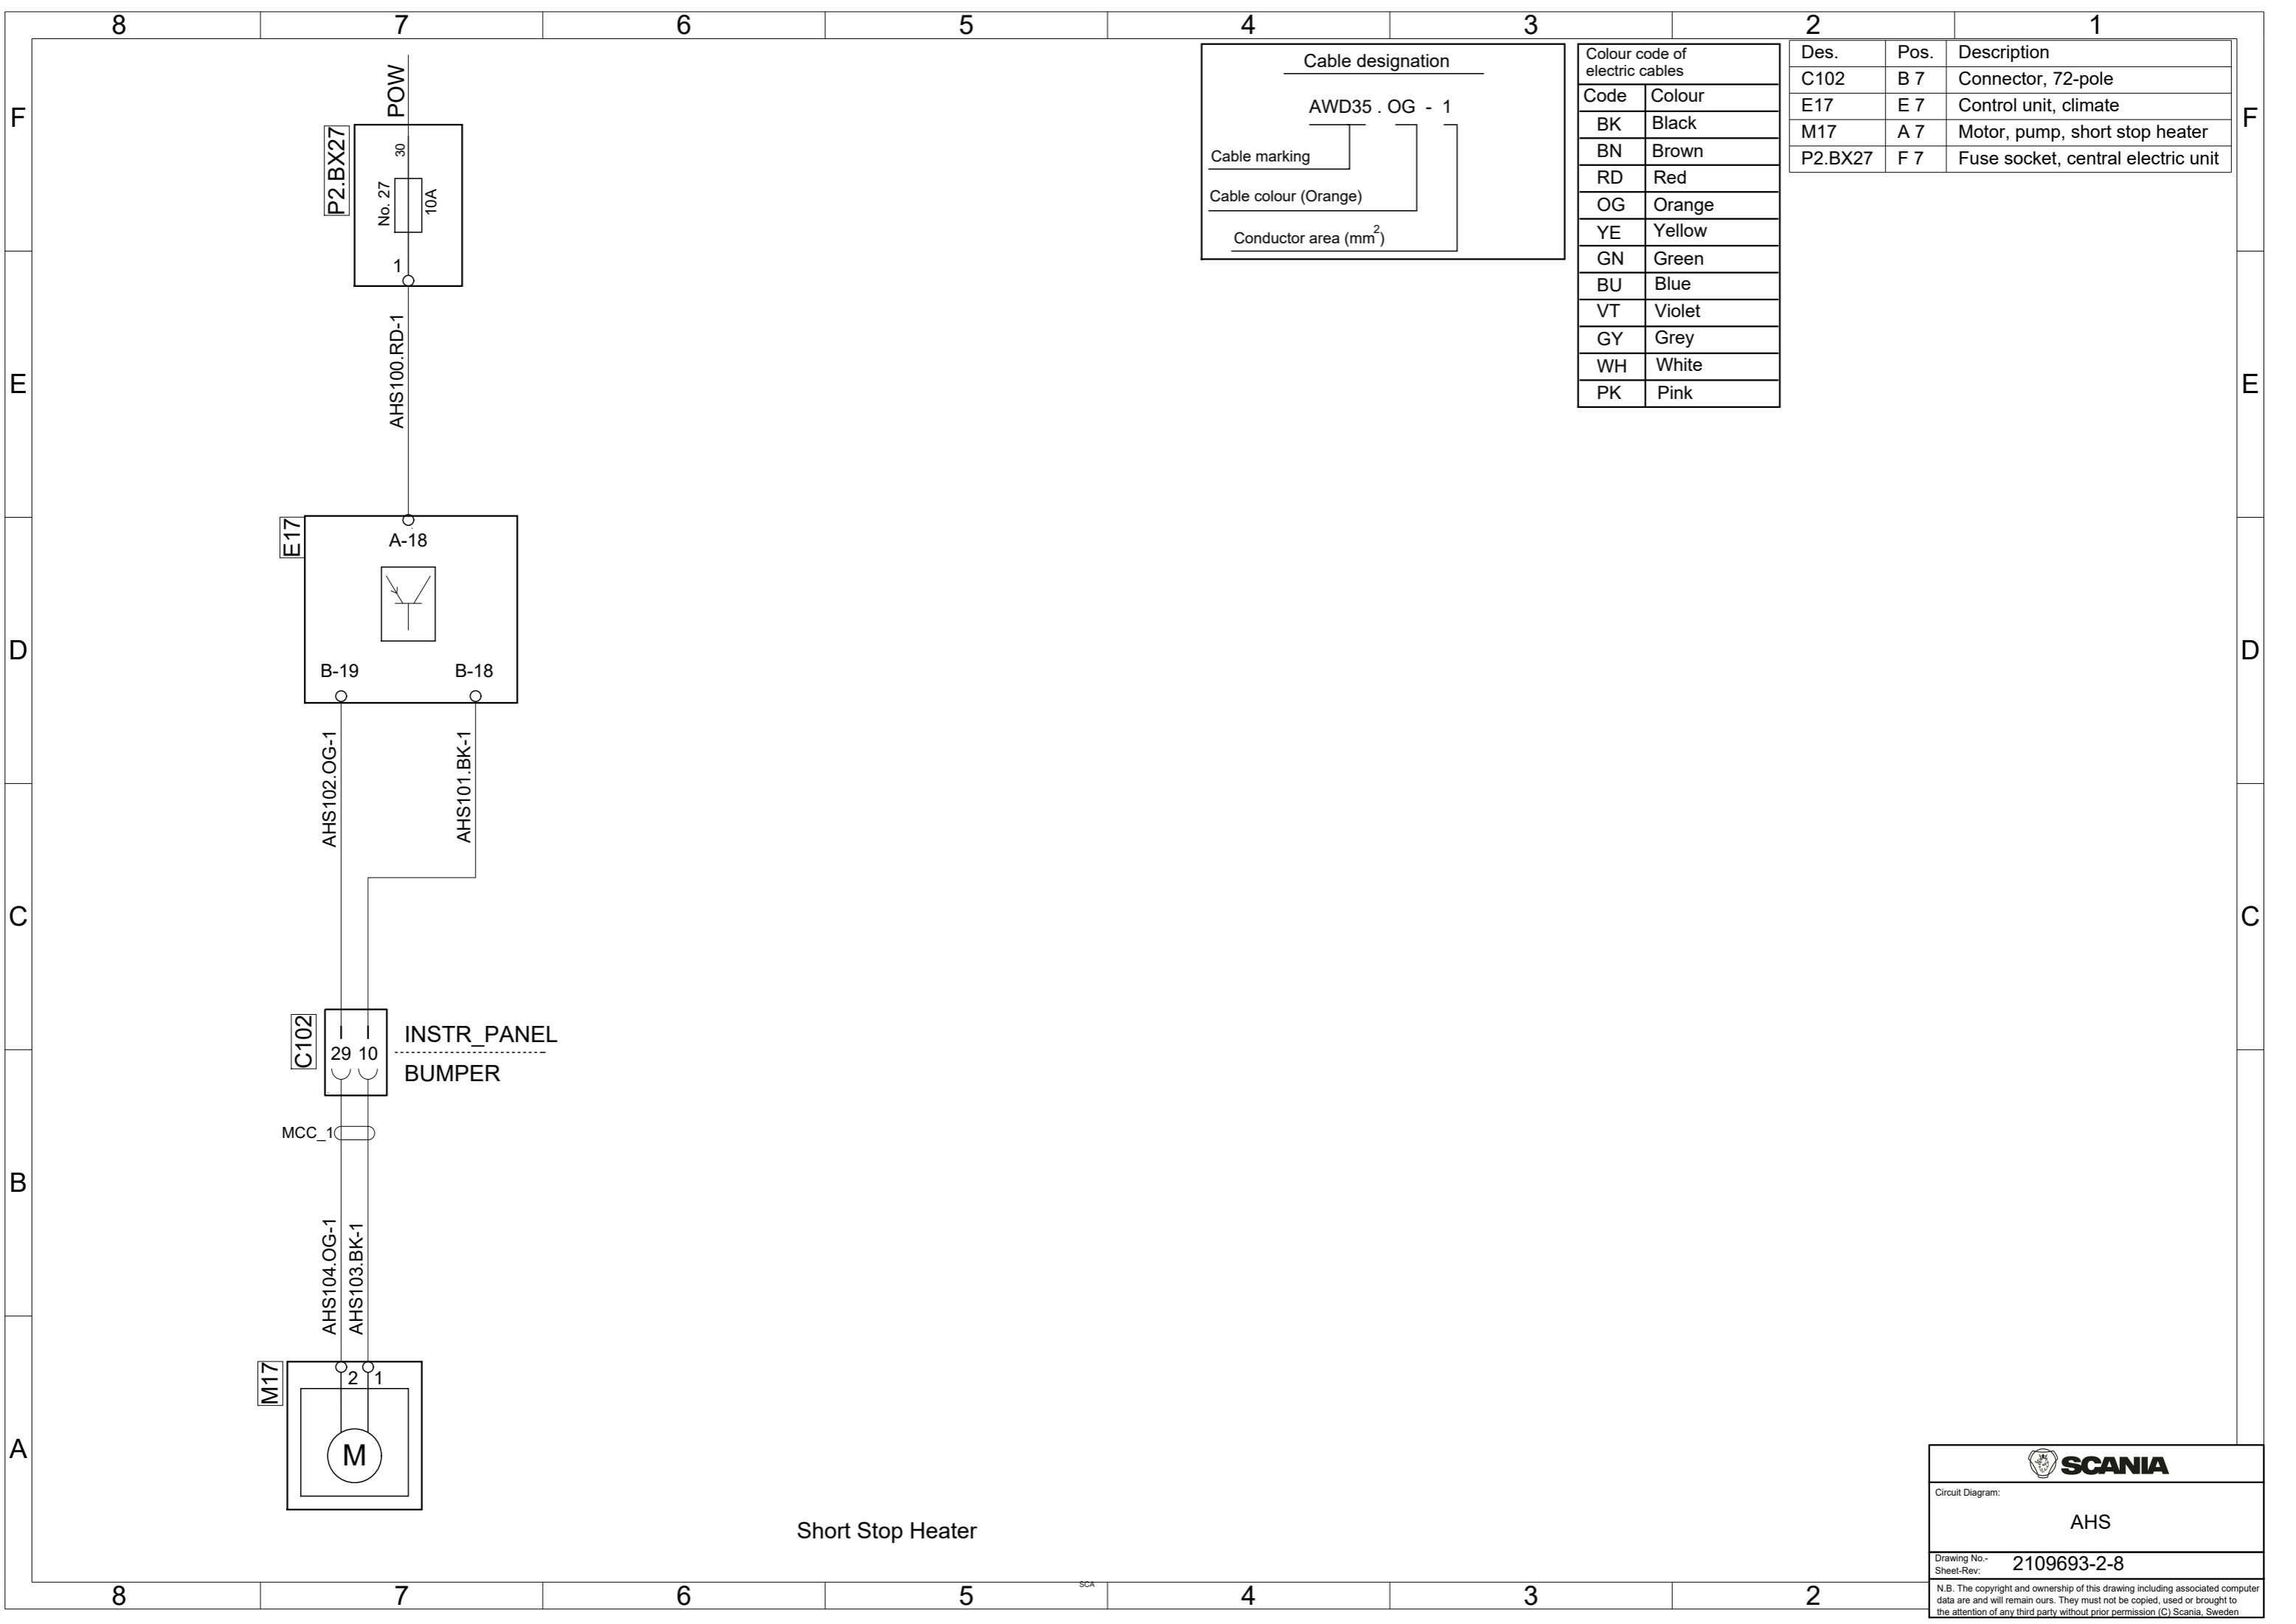 8 7 6 5 4 3 2 1
F
E
D
C
B
A
POW
P2.BX27
30
No. 27
10A
1
AHS100.RD-1
E17
A-18
B-19 B-18
AHS102.OG-1
AHS101.BK-1
C102
29 10
INSTR_PANEL
BUMPER
MCC_1
AHS104.OG-1
AHS103.BK-1
M17
2 1
M
Short Stop Heater
Cable designation
AWD35 . OG - 1
Cable marking
Cable colour (Orange)
Conductor area (mm2)
Colour code of
electric cables
Code Colour
BK Black
BN Brown
RD Red
OG Orange
YE Yellow
GN Green
BU Blue
VT Violet
GY Grey
WH White
PK Pink
Des. Pos. Description
C102 B 7 Connector, 72-pole
E17 E 7 Control unit, climate
M17 A 7 Motor, pump, short stop heater
P2.BX27 F 7 Fuse socket, central electric unit
F
E
D
C
SCANIA
Circuit Diagram:
AHS
Drawing No.-
Sheet-Rev: 2109693-2-8
N.B. The copyright and ownership of this drawing including associated computer
data are and will remain ours. They must not be copied, used or brought to
the attention of any third party without prior permission (C) Scania, Sweden
SCA
8 7 6 5 4 3 2